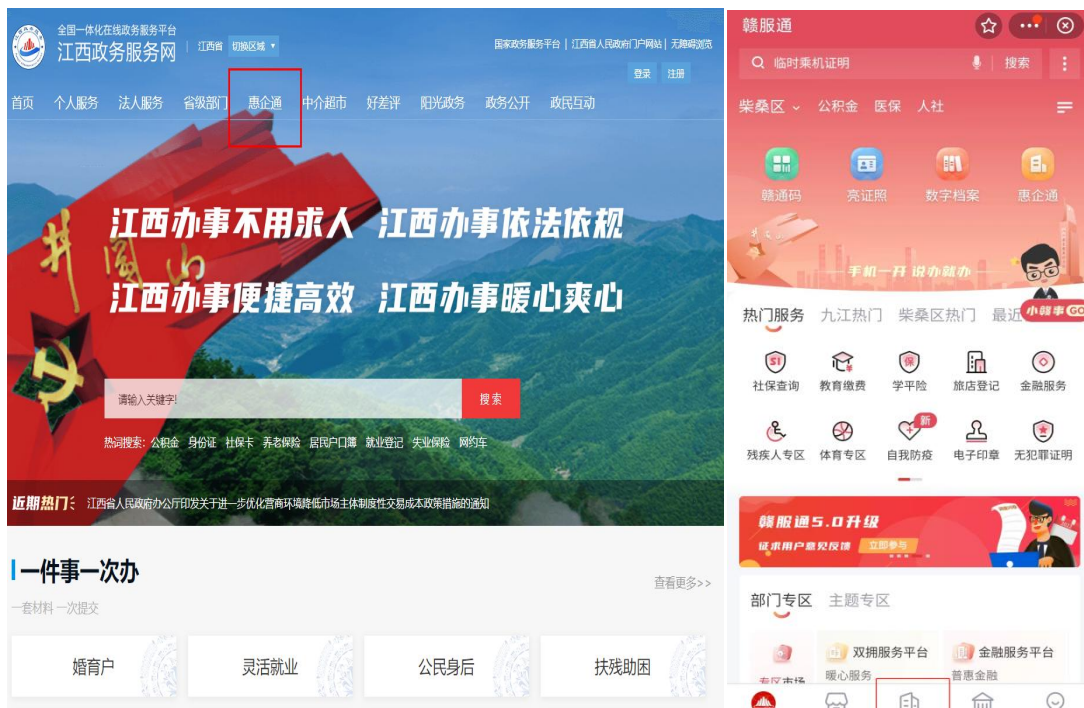 全国一体化在线政务服务平台
江西政务服务网
江西省 切换区域
国家政务服务平台 | 江西省人民政府门户网站 | 无障碍浏览
登录 注册
首页 个人服务 法人服务 省级部门 惠企通 中介超市 好差评 阳光政务 政务公开 政民互动
井冈山
江西办事不用求人 江西办事依法依规
江西办事便捷高效 江西办事暖心爽心
请输入关键字!
搜索
热词搜索: 公积金 身份证 社保卡 养老保险 居民户口簿 就业登记 失业保险 网约车
近期热门: 江西省人民政府办公厅印发关于进一步优化营商环境降低市场主体制度性交易成本政策措施的通知
一件事一次办
查看更多>>
一套材料 一次提交
婚育户 灵活就业 公民身后 扶残助困
赣服通
临时乘机证明 搜索
柴桑区 公积金 医保 人社
赣通码 亮证照 数字档案 惠企通
手机一开 说办就办
小赣事GO
热门服务 九江热门 柴桑区热门 最近
社保查询 教育缴费 学平险 旅店登记 金融服务
新
残疾人专区 体育专区 自我防疫 电子印章 无犯罪证明
赣服通5.0升级
征求用户意见反馈 立即参与
部门专区 主题专区
双拥服务平台 金融服务平台
专区市场 暖心服务 普惠金融